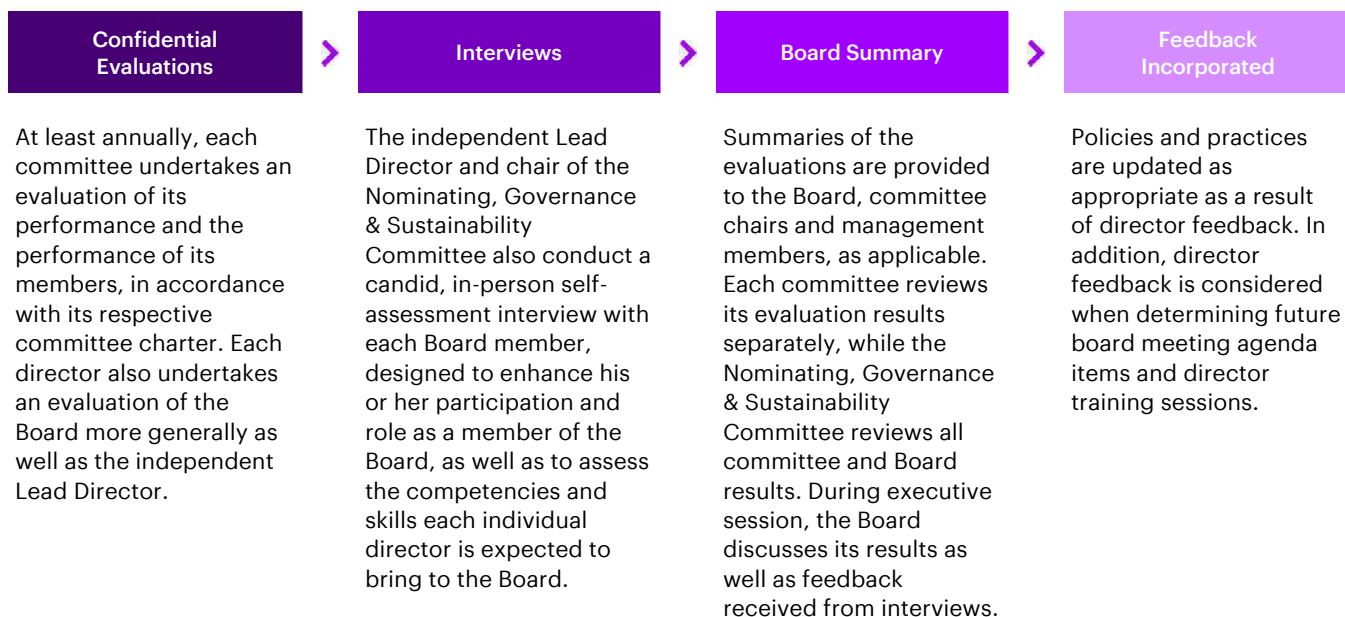 Confidential
Evaluations
Interviews
Board Summary
Feedback
Incorporated
At least annually, each
committee undertakes an
evaluation of its
performance and the
performance of its
members, in accordance
with its respective
committee charter. Each
director also undertakes
an evaluation of the
Board more generally as
well as the independent
Lead Director.
The independent Lead
Director and chair of the
Nominating, Governance
& Sustainability
Committee also conduct a
candid, in-person self-
assessment interview with
each Board member,
designed to enhance his
or her participation and
role as a member of the
Board, as well as to assess
the competencies and
skills each individual
director is expected to
bring to the Board.
Summaries of the
evaluations are provided
to the Board, committee
chairs and management
members, as applicable.
Each committee reviews
its evaluation results
separately, while the
Nominating, Governance
& Sustainability
Committee reviews all
committee and Board
results. During executive
session, the Board
discusses its results as
well as feedback
received from interviews.
Policies and practices
are updated as
appropriate as a result
of director feedback. In
addition, director
feedback is considered
when determining future
board meeting agenda
items and director
training sessions.